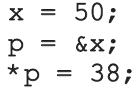 x = 50;
p = &x;
*p = 38;